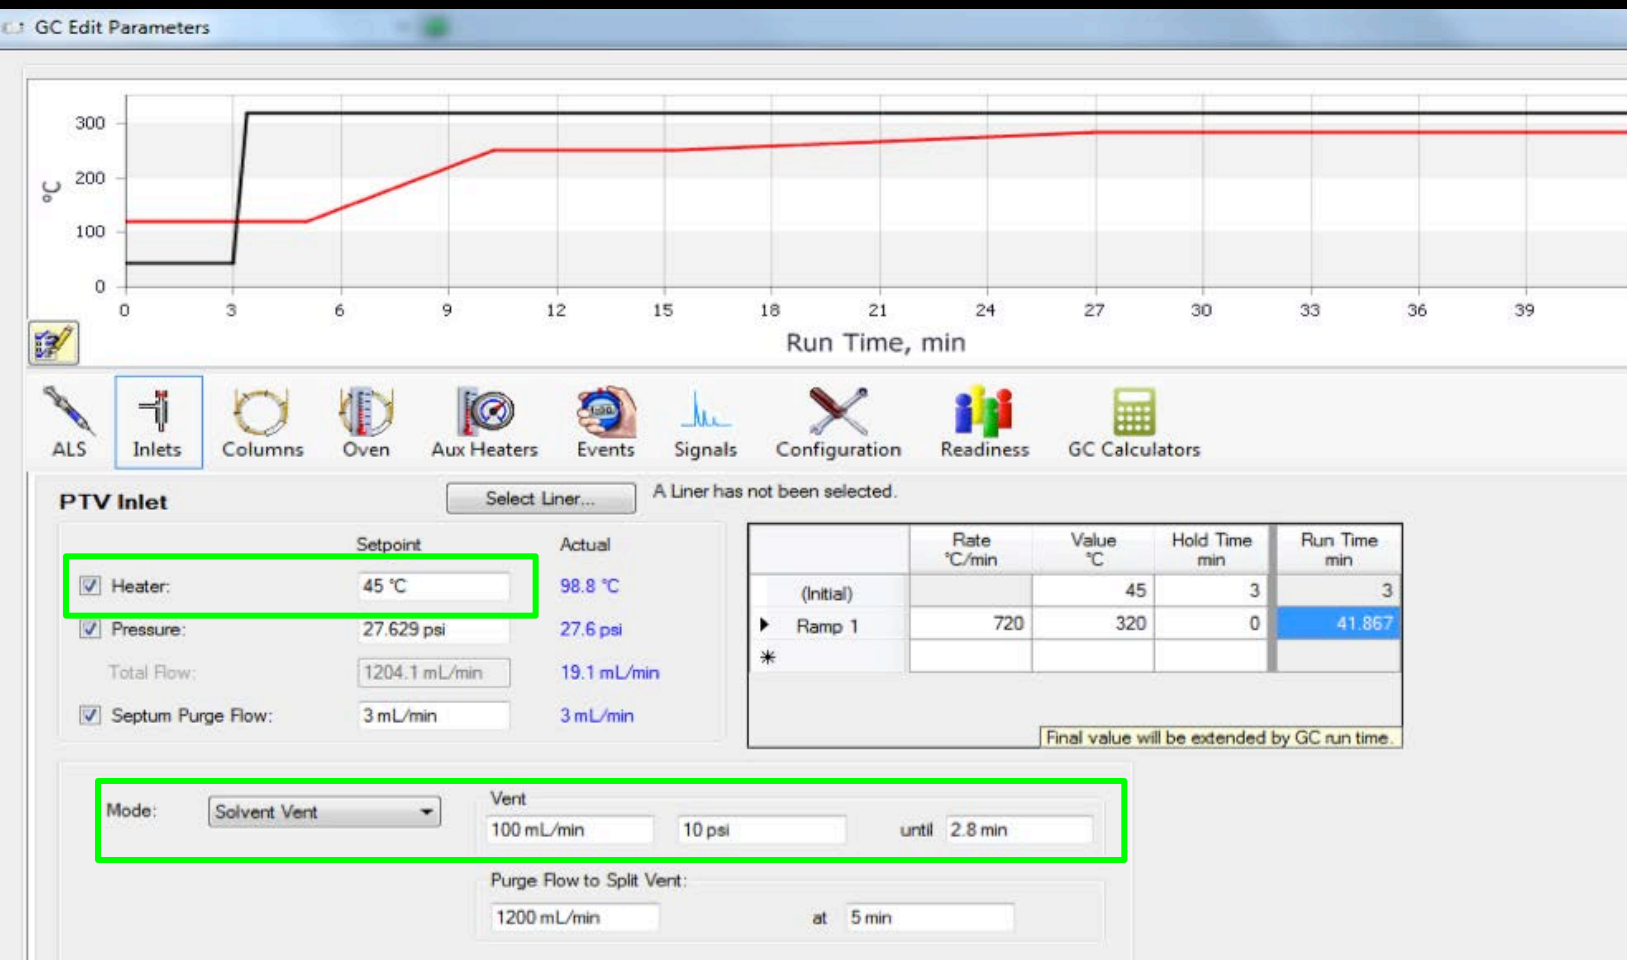 GC Edit Parameters
300
200
100
0
°C
0 3 6 9 12 15 18 21 24 27 30 33 36 39
Run Time, min
ALS Inlets Columns Oven Aux Heaters Events Signals Configuration Readiness GC Calculators
PTV Inlet Select Liner... A Liner has not been selected.
Setpoint Actual
Heater: 45 °C 98.8 °C
Pressure: 27.629 psi 27.6 psi
Total Flow: 1204.1 mL/min 19.1 mL/min
Septum Purge Flow: 3 mL/min 3 mL/min
Rate Value Hold Time Run Time
°C/min °C min min
(Initial) 45 3 3
Ramp 1 720 320 0 41.867
Final value will be extended by GC run time.
Mode: Solvent Vent
Vent
100 mL/min 10 psi until 2.8 min
Purge Flow to Split Vent:
1200 mL/min at 5 min